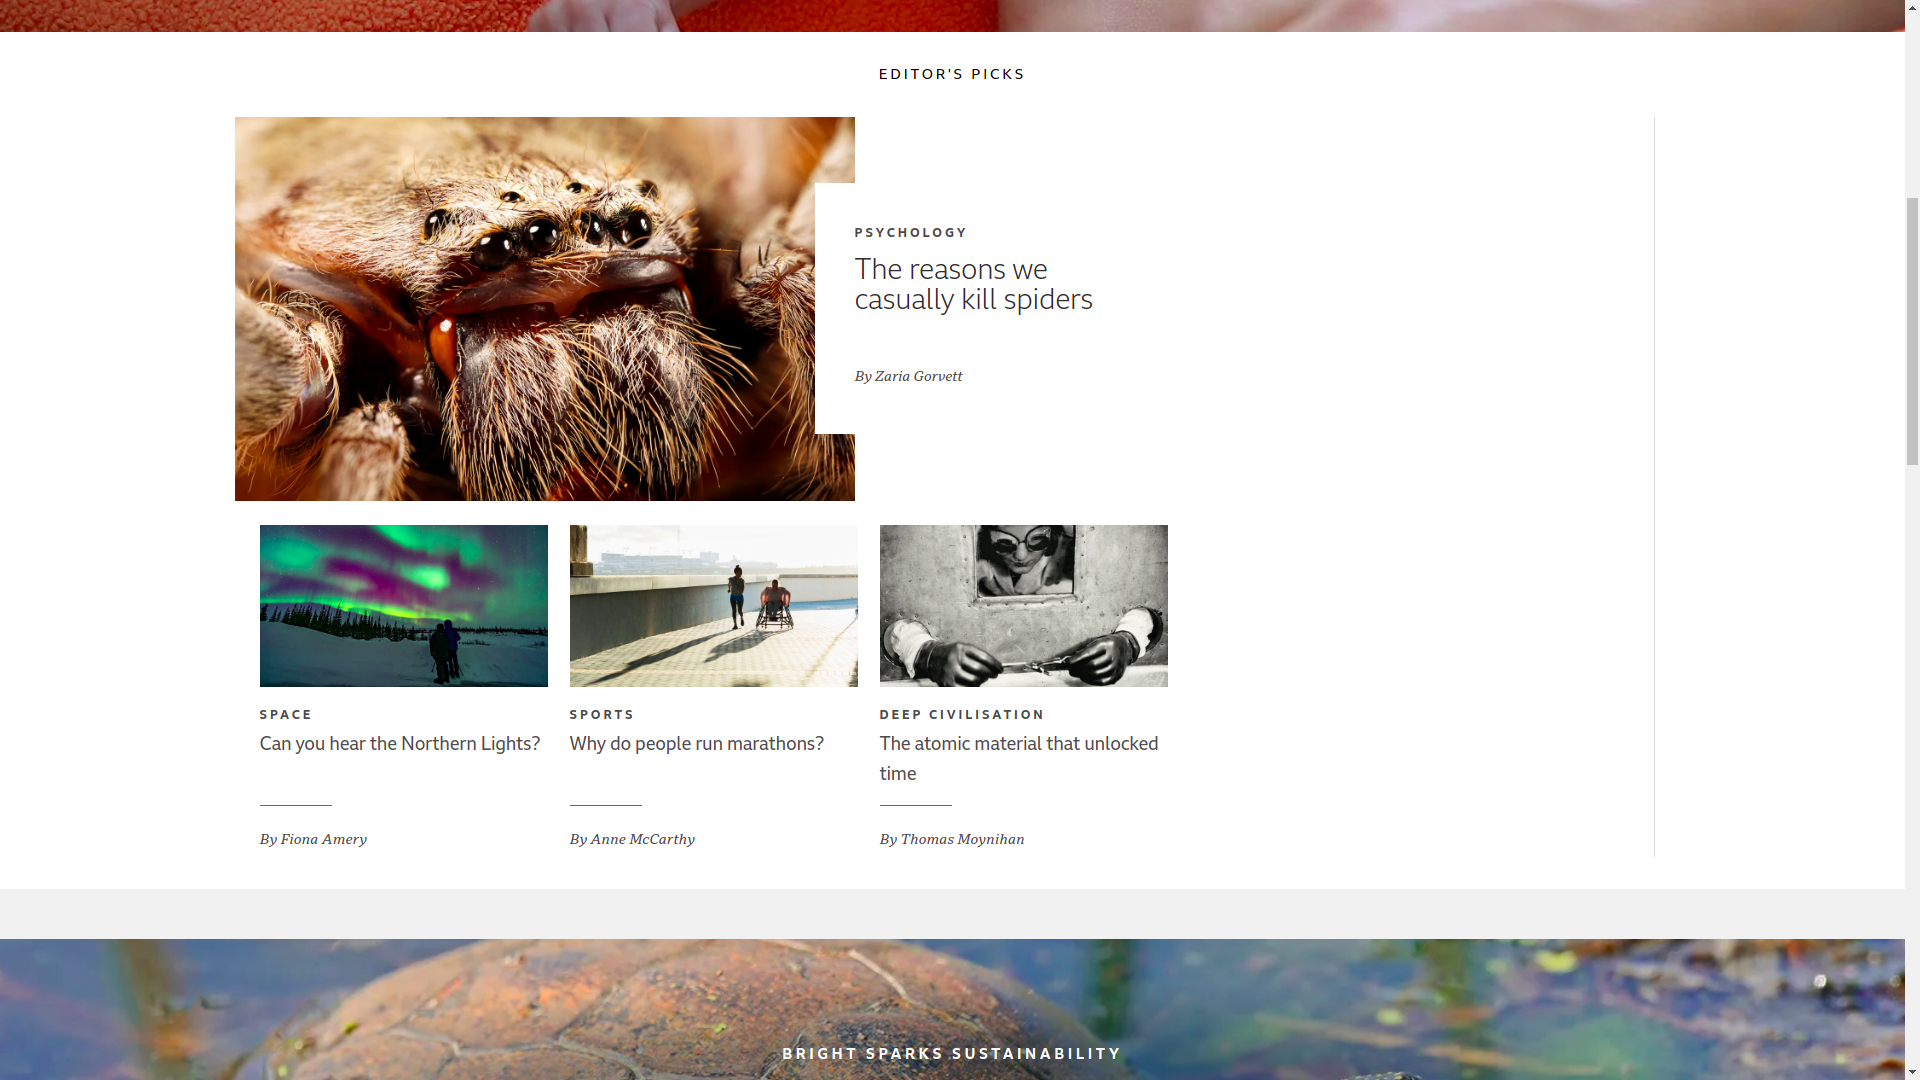 EDITOR'S PICKS
PSYCHOLOGY
The reasons we
casually kill spiders
By Zaria Gorvett
SPACE
Can you hear the Northern Lights?
By Fiona Amery
SPORTS
Why do people run marathons?
By Anne McCarthy
DEEP CIVILISATION
The atomic material that unlocked
time
By Thomas Moynihan
BRIGHT SPARKS SUSTAINABILITY